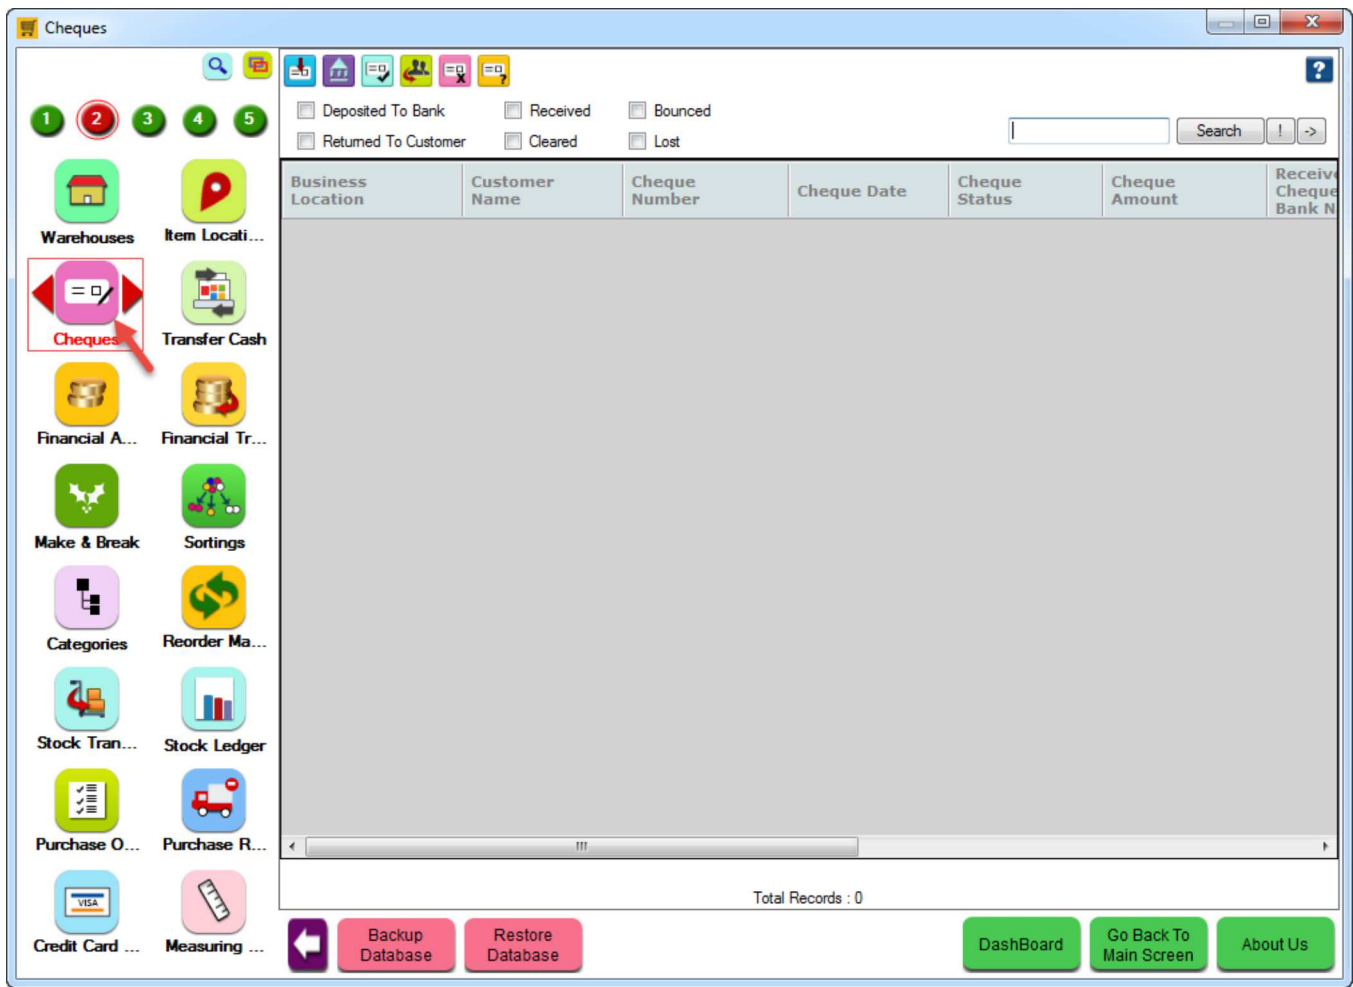 Cheques
1 2 3 4 5
?
Deposited To Bank Received Bounced
Returned To Customer Cleared Lost
Search ! ->
Business
Location
Customer
Name
Cheque
Number
Cheque Date
Cheque
Status
Cheque
Amount
Receive
Cheque
Bank N
Warehouses Item Locati...
Cheques Transfer Cash
Financial A... Financial Tr...
Make & Break Sortings
Categories Reorder Ma...
Stock Tran... Stock Ledger
Purchase O... Purchase R...
VISA
Credit Card ... Measuring ...
Total Records : 0
Backup
Database
Restore
Database
DashBoard
Go Back To
Main Screen
About Us